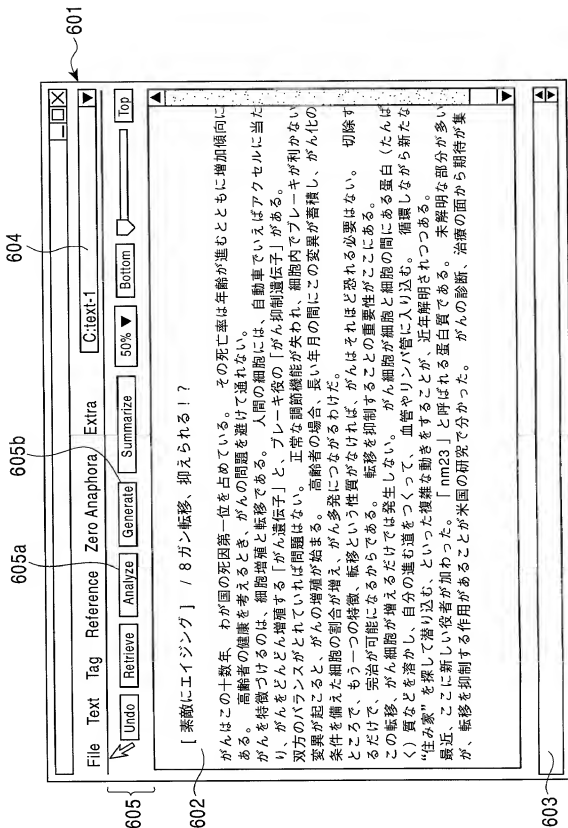 601
604
605b
605a
605
602
603
File Text Tag Reference Zero Anaphora Extra
C:text-1
Undo Retrieve Analyze Generate Summarize 50% Bottom Top
[ 素敵にエイジング ] / 8ガン転移、抑えられる!?
がんはこの十数年、わが国の死因第一位を占めている。 その死亡率は年齢が進むとともに増加傾向に
ある。 高齢者の健康を考えるとき、がんの問題を避けて通れない。
がんを特徴づけるのは、細胞増殖と転移である。 人間の細胞には、自動車でいえばアクセルに当た
り、がんをどんどん増殖する「がん遺伝子」と、ブレーキ役の「がん抑制遺伝子」がある。
双方のバランスがとれていれば問題はない。 正常な調節機能が失われ、細胞内でブレーキが利かない
変異が起こると、がんの増殖が始まる。 高齢者の場合、長い年月の間にこの変異が蓄積し、がん化の
条件を備えた細胞の割合が増え、がん多発につながるわけだ。
ところで、もう一つの特徴、転移という性質がなければ、がんはそれほど恐れる必要はない。 切除す
るだけで、完治が可能になるからである。 転移を抑制することの重要性がここにある。
この転移、がん細胞が増えるだけでは発生しない。 がん細胞が細胞と細胞の間にある蛋白(たんぱ
く)質などを溶かし、自分の進む道をつくって、 血管やリンパ管に入り込む。 循環しながら新たな
“住み家”を探して潜り込む、といった複雑な動きをすることが、近年解明されつつある。
最近、ここに新しい役者が加わった。「nm23」と呼ばれる蛋白質である。 未解明な部分が多い
が、転移を抑制する作用があることが米国の研究で分かった。 がんの診断、治療の面から期待が集